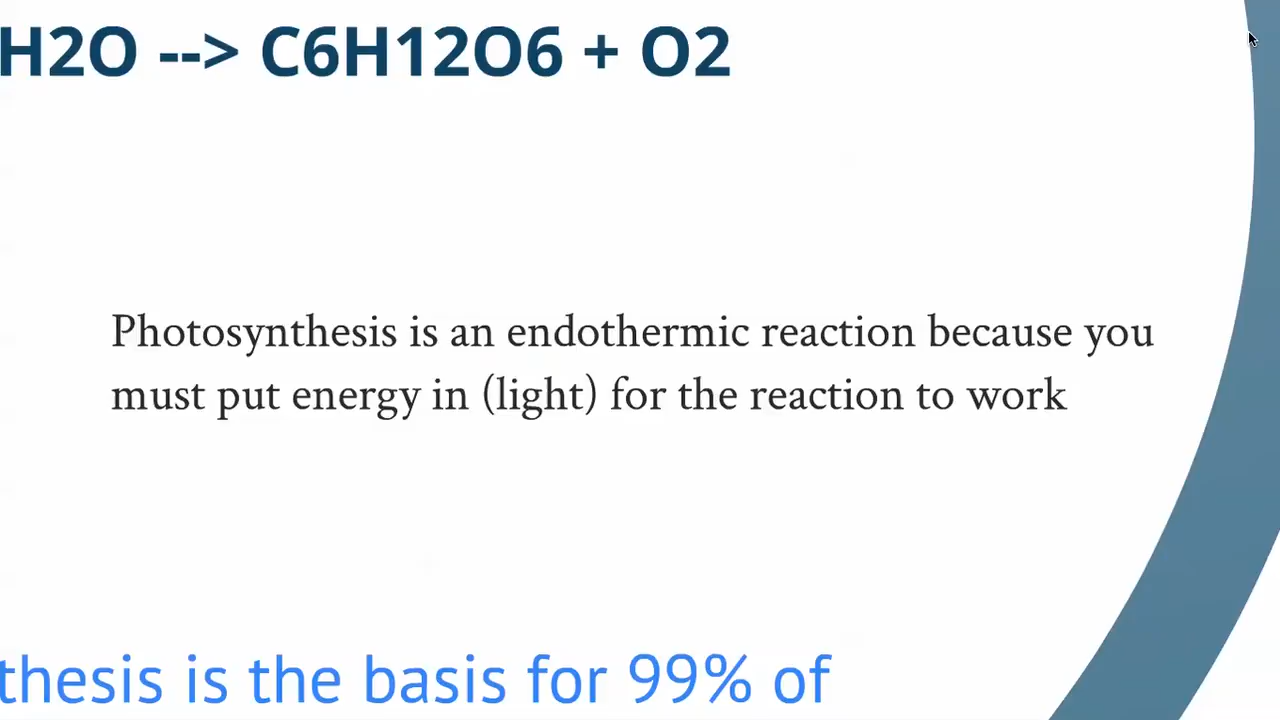 H2O --> C6H12O6 + O2
Photosynthesis is an endothermic reaction because you
must put energy in (light) for the reaction to work
thesis is the basis for 99% of